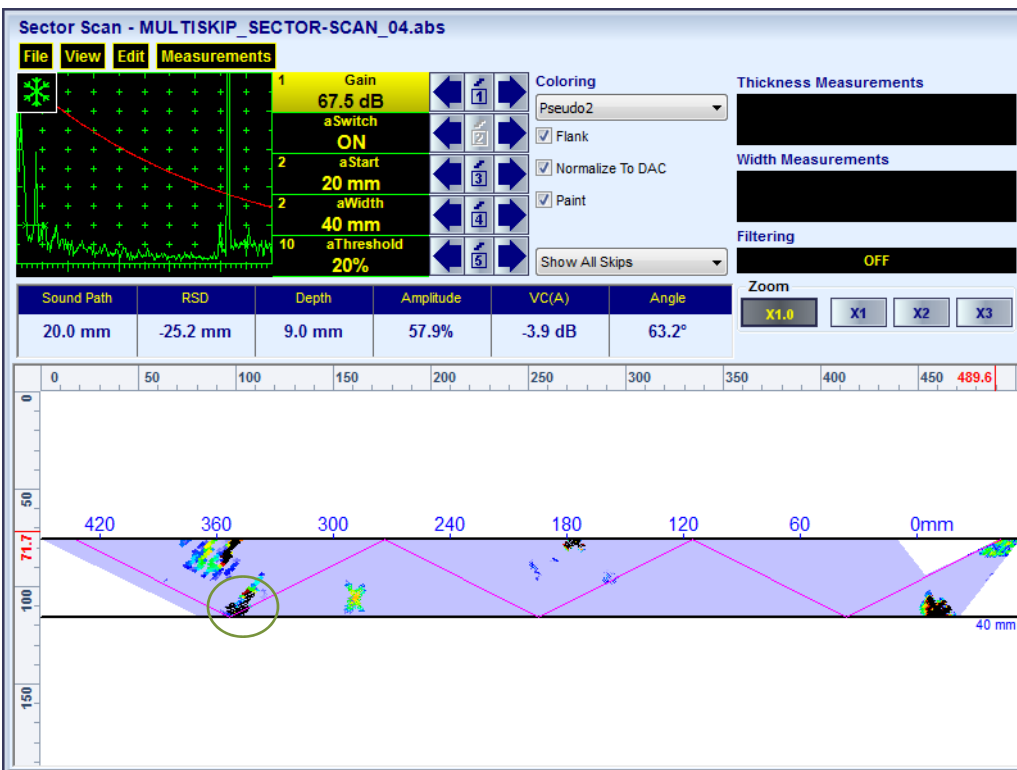 Sector Scan - MULTISKIP_SECTOR-SCAN_04.abs
File View Edit Measurements
1 Gain
67.5 dB
1
aSwitch
ON
2
2 aStart
20 mm
3
2 aWidth
40 mm
4
10 aThreshold
20%
5
Coloring
Pseudo2
Flank
Normalize To DAC
Paint
Show All Skips
Thickness Measurements
Width Measurements
Filtering
OFF
Zoom
X1.0 X1 X2 X3
Sound Path RSD Depth Amplitude VC(A) Angle
20.0 mm -25.2 mm 9.0 mm 57.9% -3.9 dB 63.2°
0 50 100 150 200 250 300 350 400 450 489.6
0
50
71.7
100
150
420 360 300 240 180 120 60 0mm
40 mm